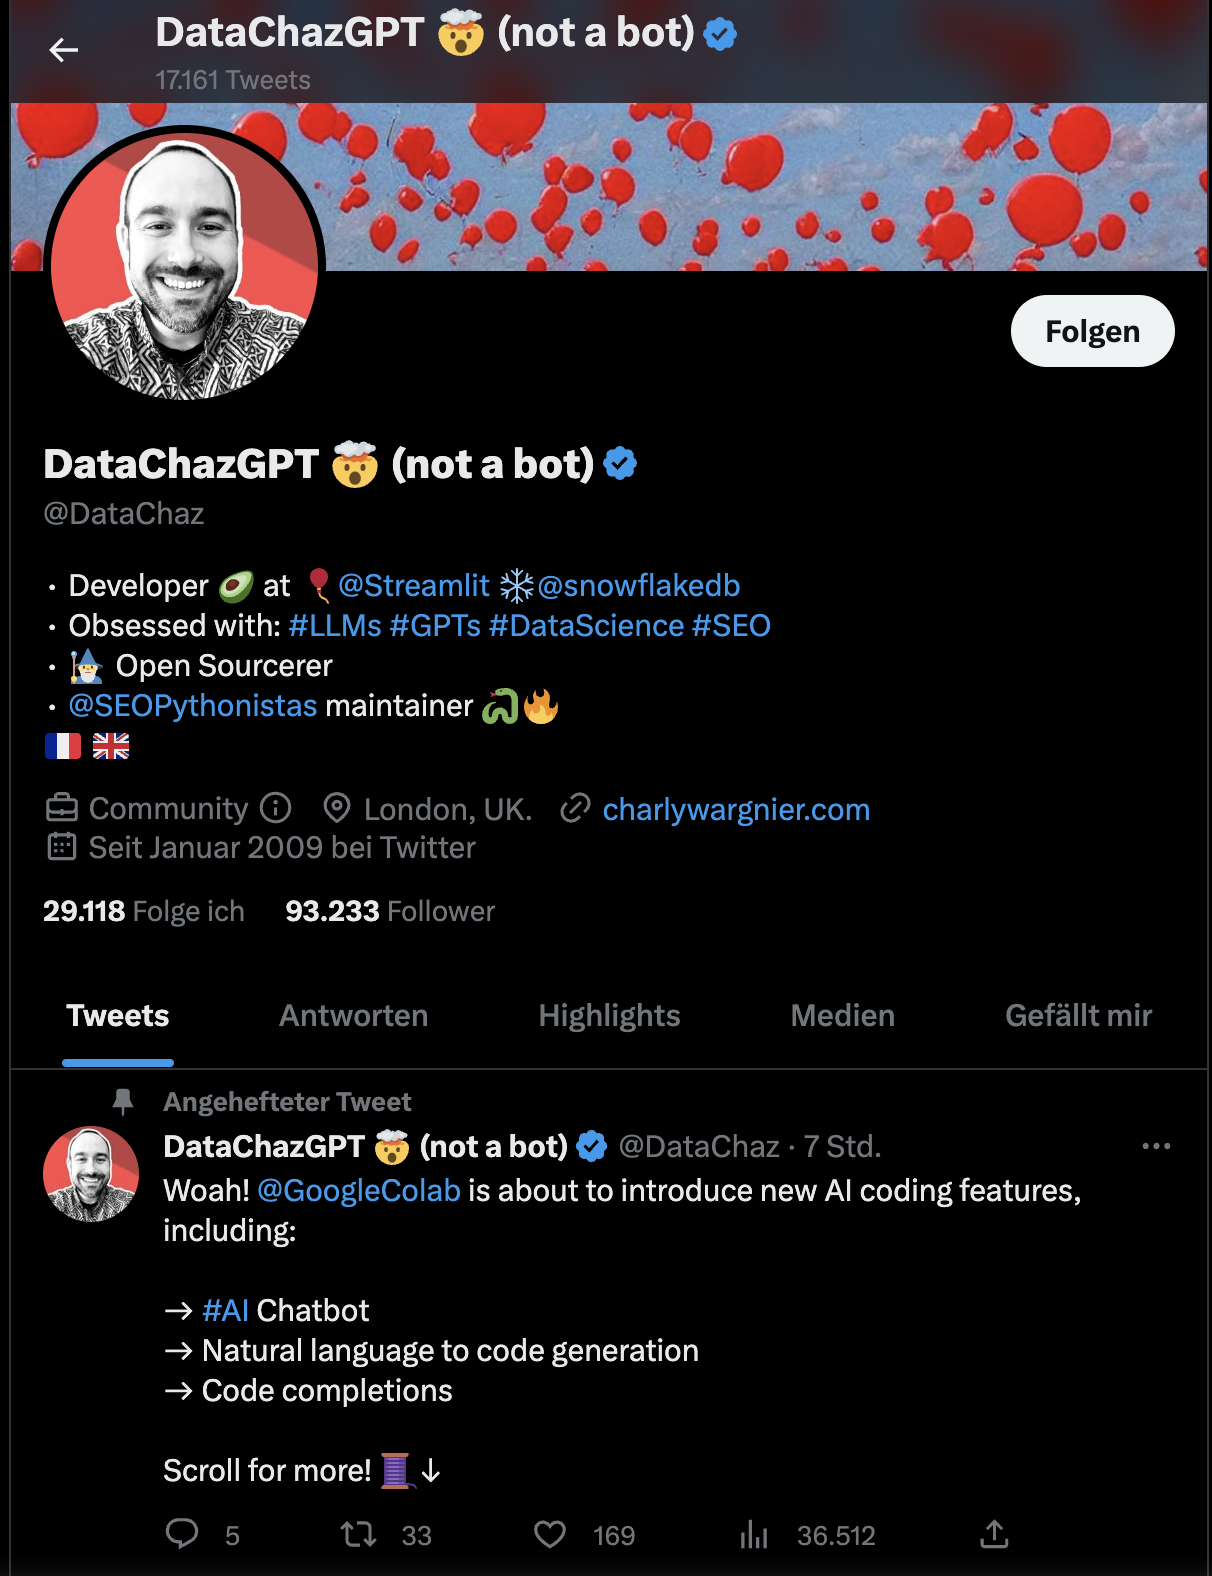 DataChazGPT 🤯 (not a bot)
17.161 Tweets
Folgen
DataChazGPT 🤯 (not a bot)
@DataChaz
• Developer 🥑 at 🎈@Streamlit ❄️@snowflakedb
• Obsessed with: #LLMs #GPTs #DataScience #SEO
• 🧙‍♂️ Open Sourcerer
• @SEOPythonistas maintainer 🐍🔥
🇫🇷 🇬🇧
Community London, UK. charlywargnier.com
Seit Januar 2009 bei Twitter
29.118 Folge ich 93.233 Follower
Tweets Antworten Highlights Medien Gefällt mir
Angehefteter Tweet
DataChazGPT 🤯 (not a bot) @DataChaz · 7 Std.
Woah! @GoogleColab is about to introduce new AI coding features,
including:
→ #AI Chatbot
→ Natural language to code generation
→ Code completions
Scroll for more! 🧵↓
5 33 169 36.512